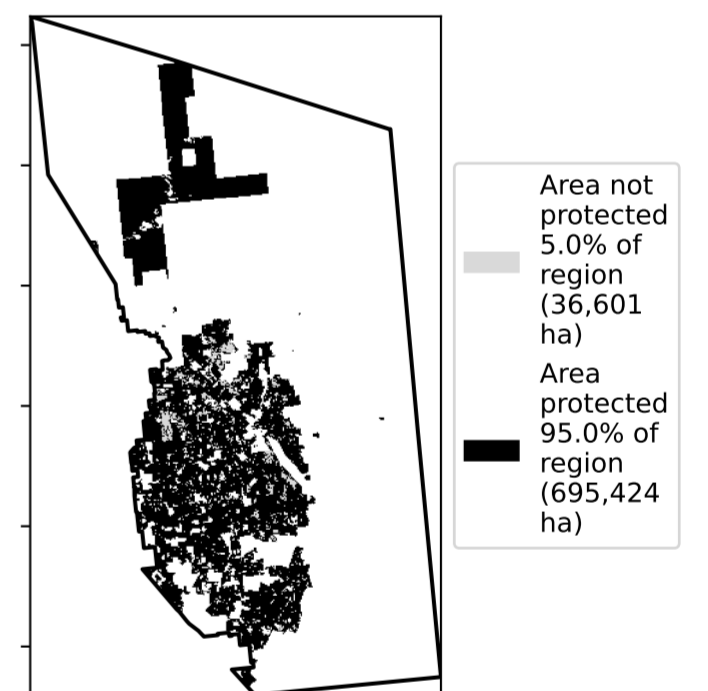 Area not
protected
5.0% of
region
(36,601
ha)
Area
protected
95.0% of
region
(695,424
ha)